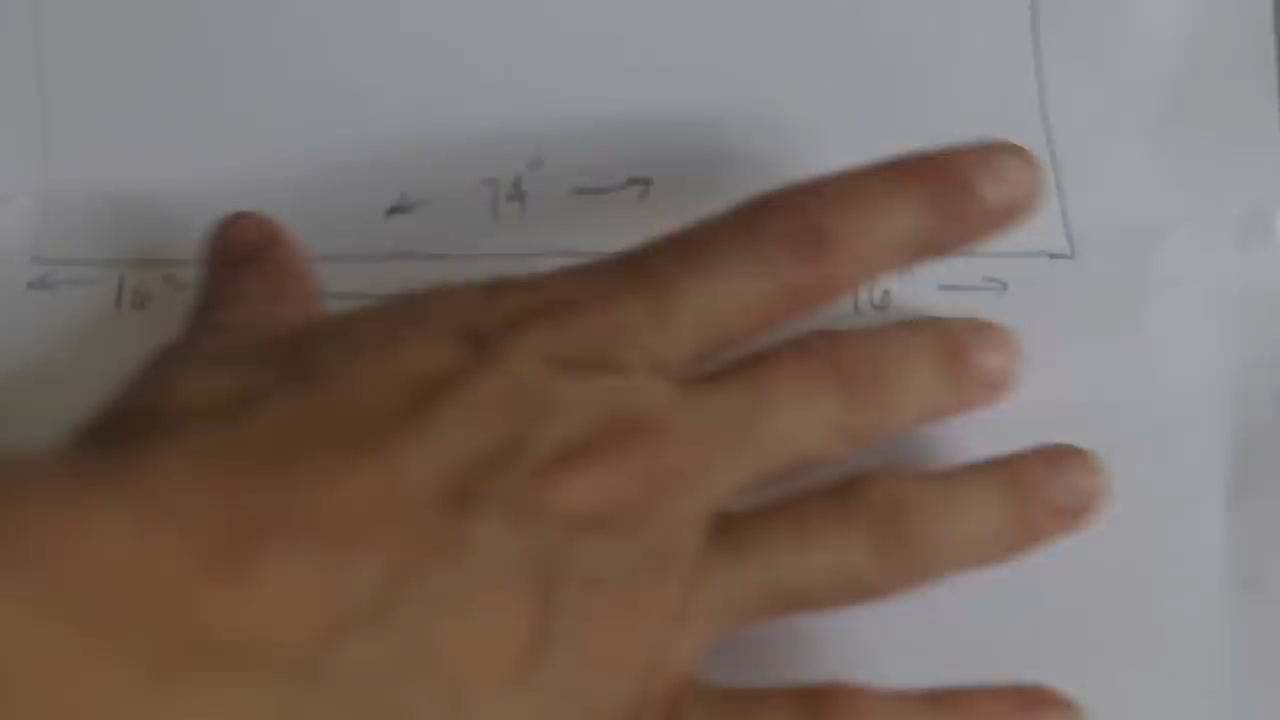 ← 74" →
← 16" 16" →